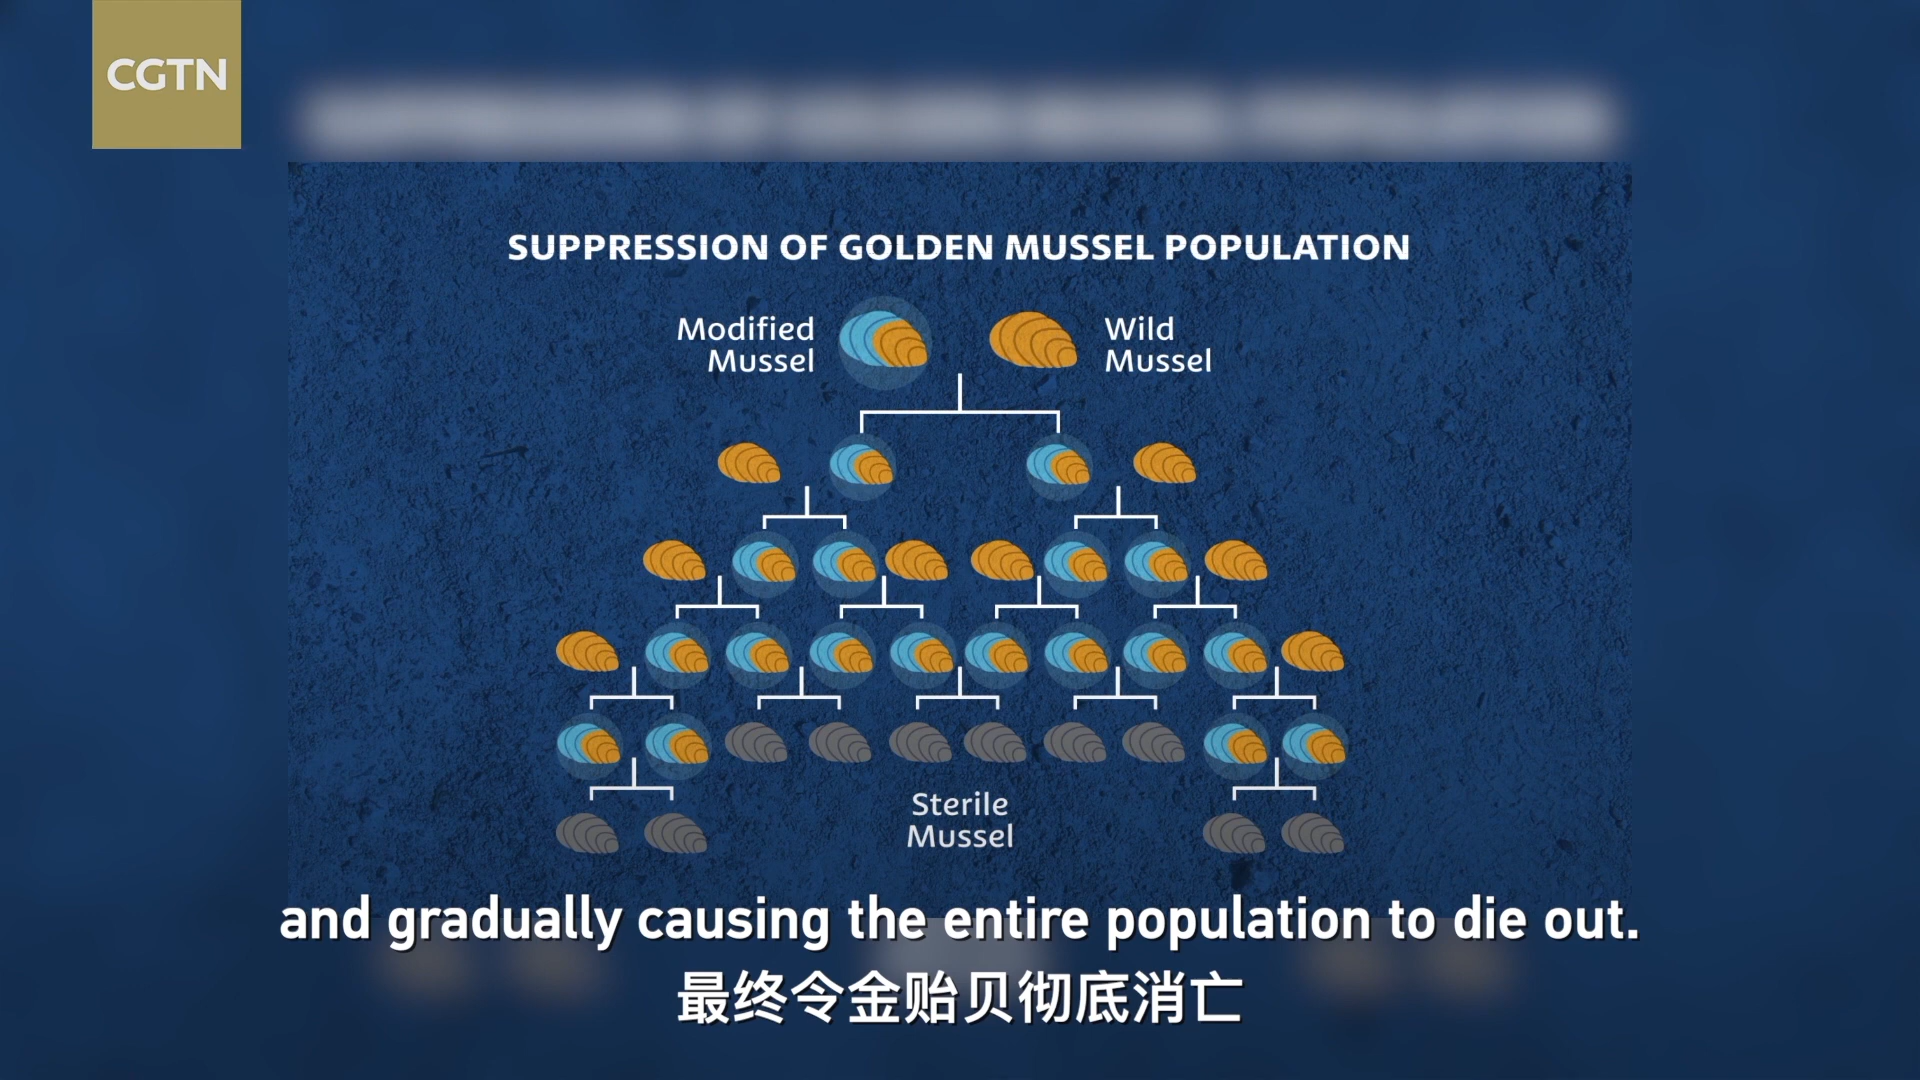 CGTN
SUPPRESSION OF GOLDEN MUSSEL POPULATION
Modified
Mussel
Wild
Mussel
Sterile
Mussel
and gradually causing the entire population to die out.
最终令金贻贝彻底消亡